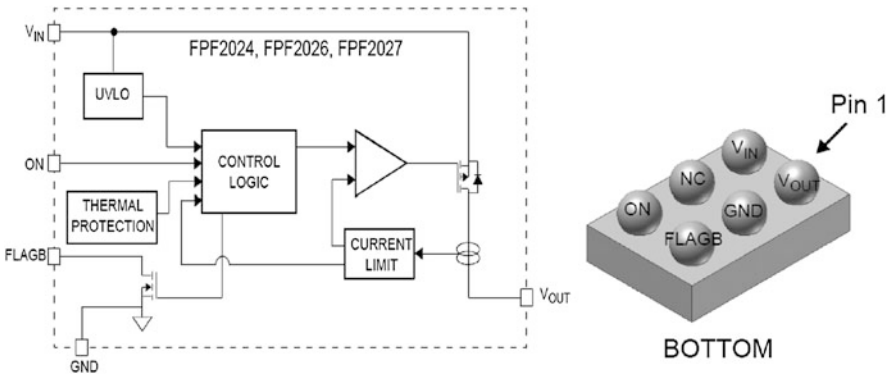 VIN
FPF2024, FPF2026, FPF2027
UVLO
ON
CONTROL
LOGIC
THERMAL
PROTECTION
FLAGB
CURRENT
LIMIT
VOUT
GND
Pin 1
VIN
NC
VOUT
ON
GND
FLAGB
BOTTOM